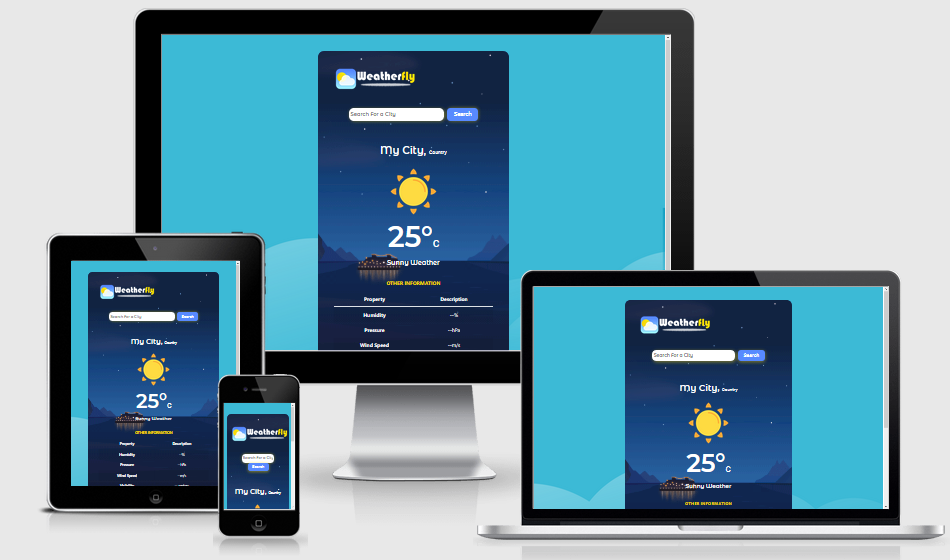 Weatherfly
Search For a City
Search
My City, Country
25°c
Sunny Weather
OTHER INFORMATION
Property Description
Humidity --%
Pressure --hPa
Wind Speed --m/s
Weatherfly
Search For a City
Search
My City, Country
25°c
Sunny Weather
OTHER INFORMATION
Property Description
Humidity --%
Pressure --hPa
Wind Speed --m/s
Weatherfly
Search For a City
Search
My City, Country
Weatherfly
Search For a City
Search
My City, Country
25°c
Sunny Weather
OTHER INFORMATION